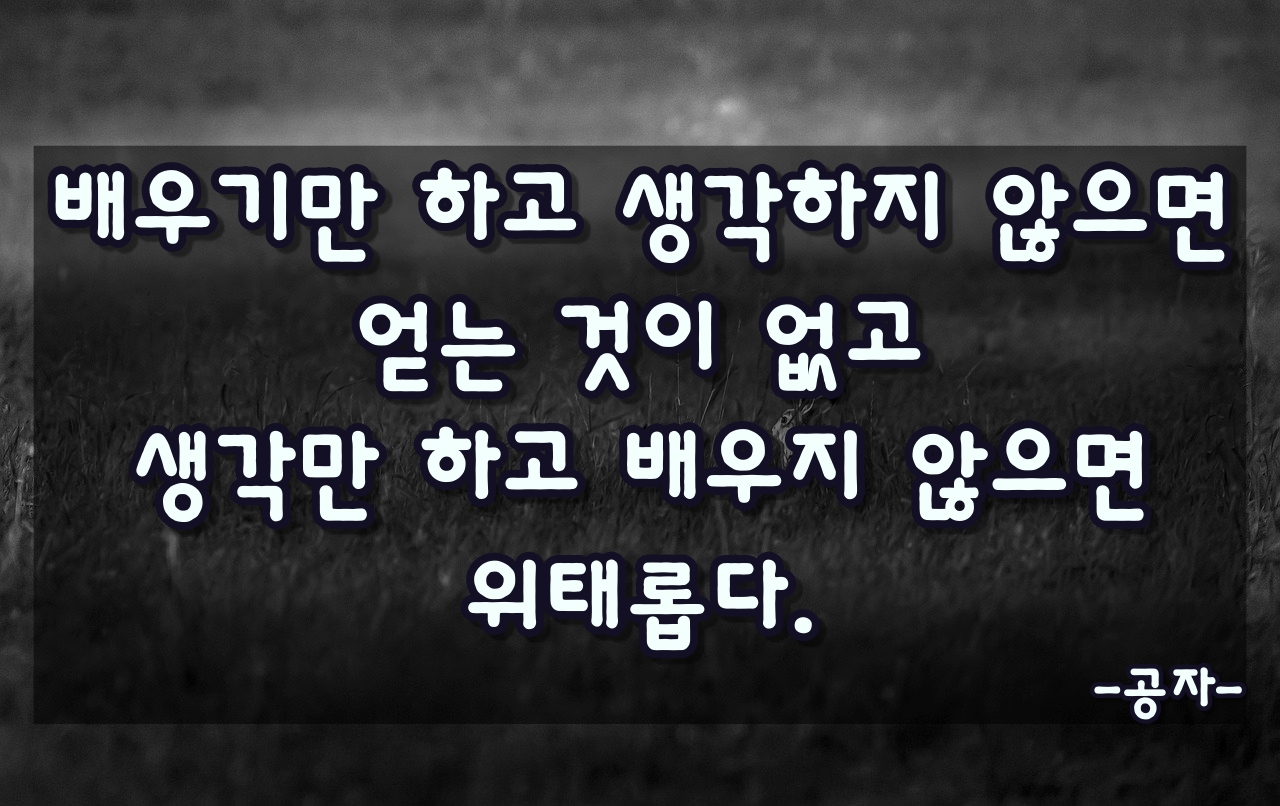 배우기만 하고 생각하지 않으면
얻는 것이 없고
생각만 하고 배우지 않으면
위태롭다.
-공자-